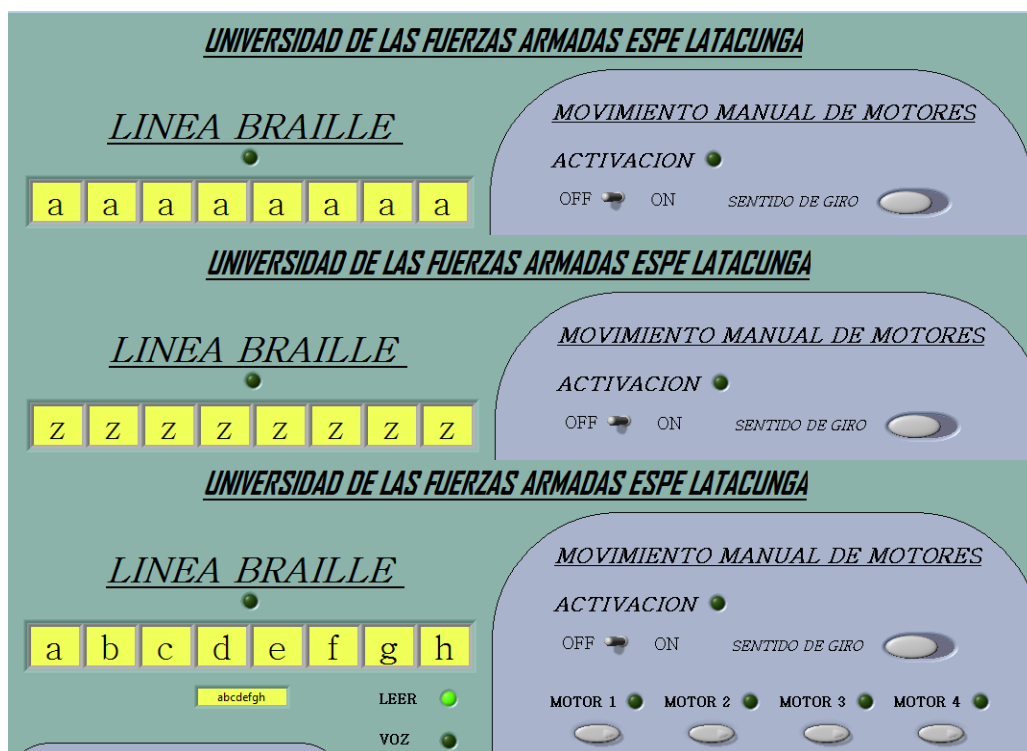 UNIVERSIDAD DE LAS FUERZAS ARMADAS ESPE LATACUNGA
LINEA BRAILLE
a a a a a a a a
MOVIMIENTO MANUAL DE MOTORES
ACTIVACION
OFF ON SENTIDO DE GIRO
UNIVERSIDAD DE LAS FUERZAS ARMADAS ESPE LATACUNGA
LINEA BRAILLE
z z z z z z z z
MOVIMIENTO MANUAL DE MOTORES
ACTIVACION
OFF ON SENTIDO DE GIRO
UNIVERSIDAD DE LAS FUERZAS ARMADAS ESPE LATACUNGA
LINEA BRAILLE
a b c d e f g h
abcdefgh
LEER
VOZ
MOVIMIENTO MANUAL DE MOTORES
ACTIVACION
OFF ON SENTIDO DE GIRO
MOTOR 1 MOTOR 2 MOTOR 3 MOTOR 4